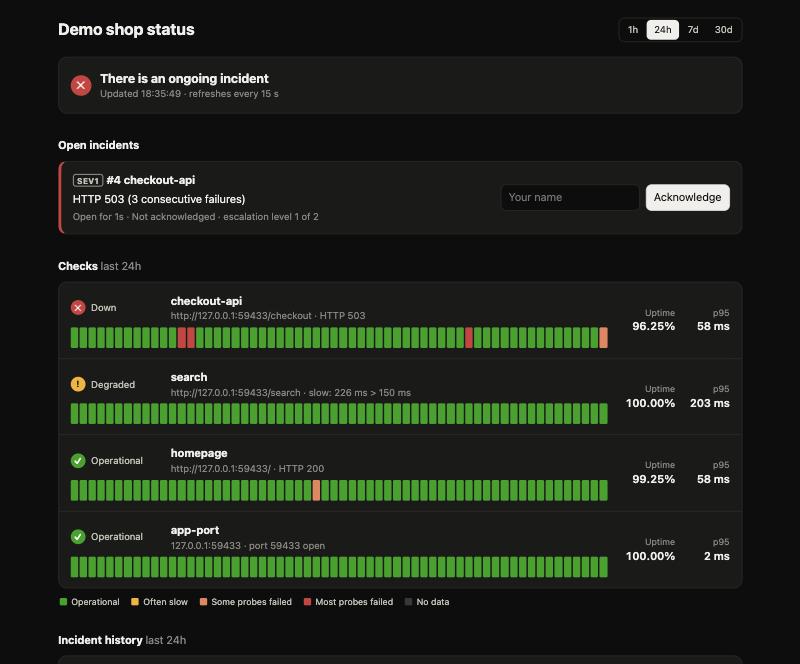 Demo shop status
1h 24h 7d 30d
There is an ongoing incident
Updated 18:35:49 · refreshes every 15 s
Open incidents
SEV1 #4 checkout-api
HTTP 503 (3 consecutive failures)
Open for 1s · Not acknowledged · escalation level 1 of 2
Your name
Acknowledge
Checks last 24h
Down
checkout-api
http://127.0.0.1:59433/checkout · HTTP 503
Uptime p95
96.25% 58 ms
Degraded
search
http://127.0.0.1:59433/search · slow: 226 ms > 150 ms
Uptime p95
100.00% 203 ms
Operational
homepage
http://127.0.0.1:59433/ · HTTP 200
Uptime p95
99.25% 58 ms
Operational
app-port
127.0.0.1:59433 · port 59433 open
Uptime p95
100.00% 2 ms
Operational Often slow Some probes failed Most probes failed No data
Incident history last 24h